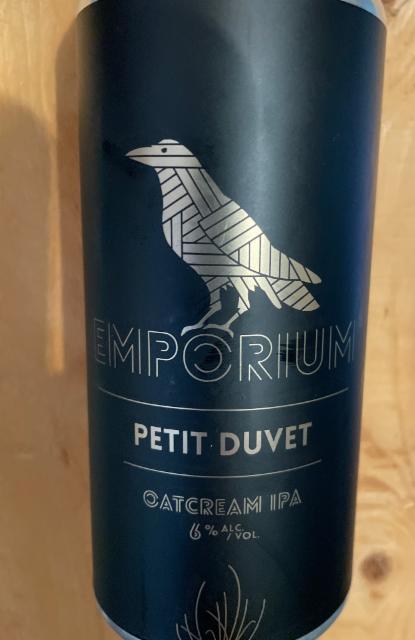 EMPORIUM
PETIT DUVET
OATCREAM IPA
6% ALC./VOL.